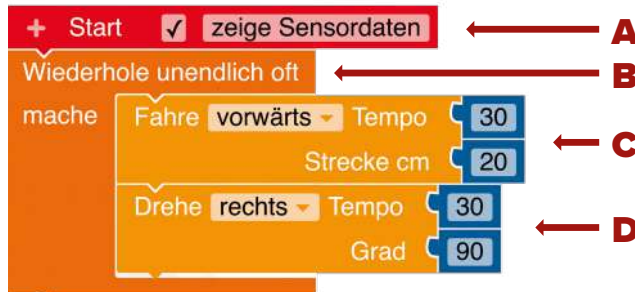 + Start ✓ zeige Sensordaten A
Wiederhole unendlich oft B
mache Fahre vorwärts Tempo 30
Strecke cm 20 C
Drehe rechts Tempo 30
Grad 90 D